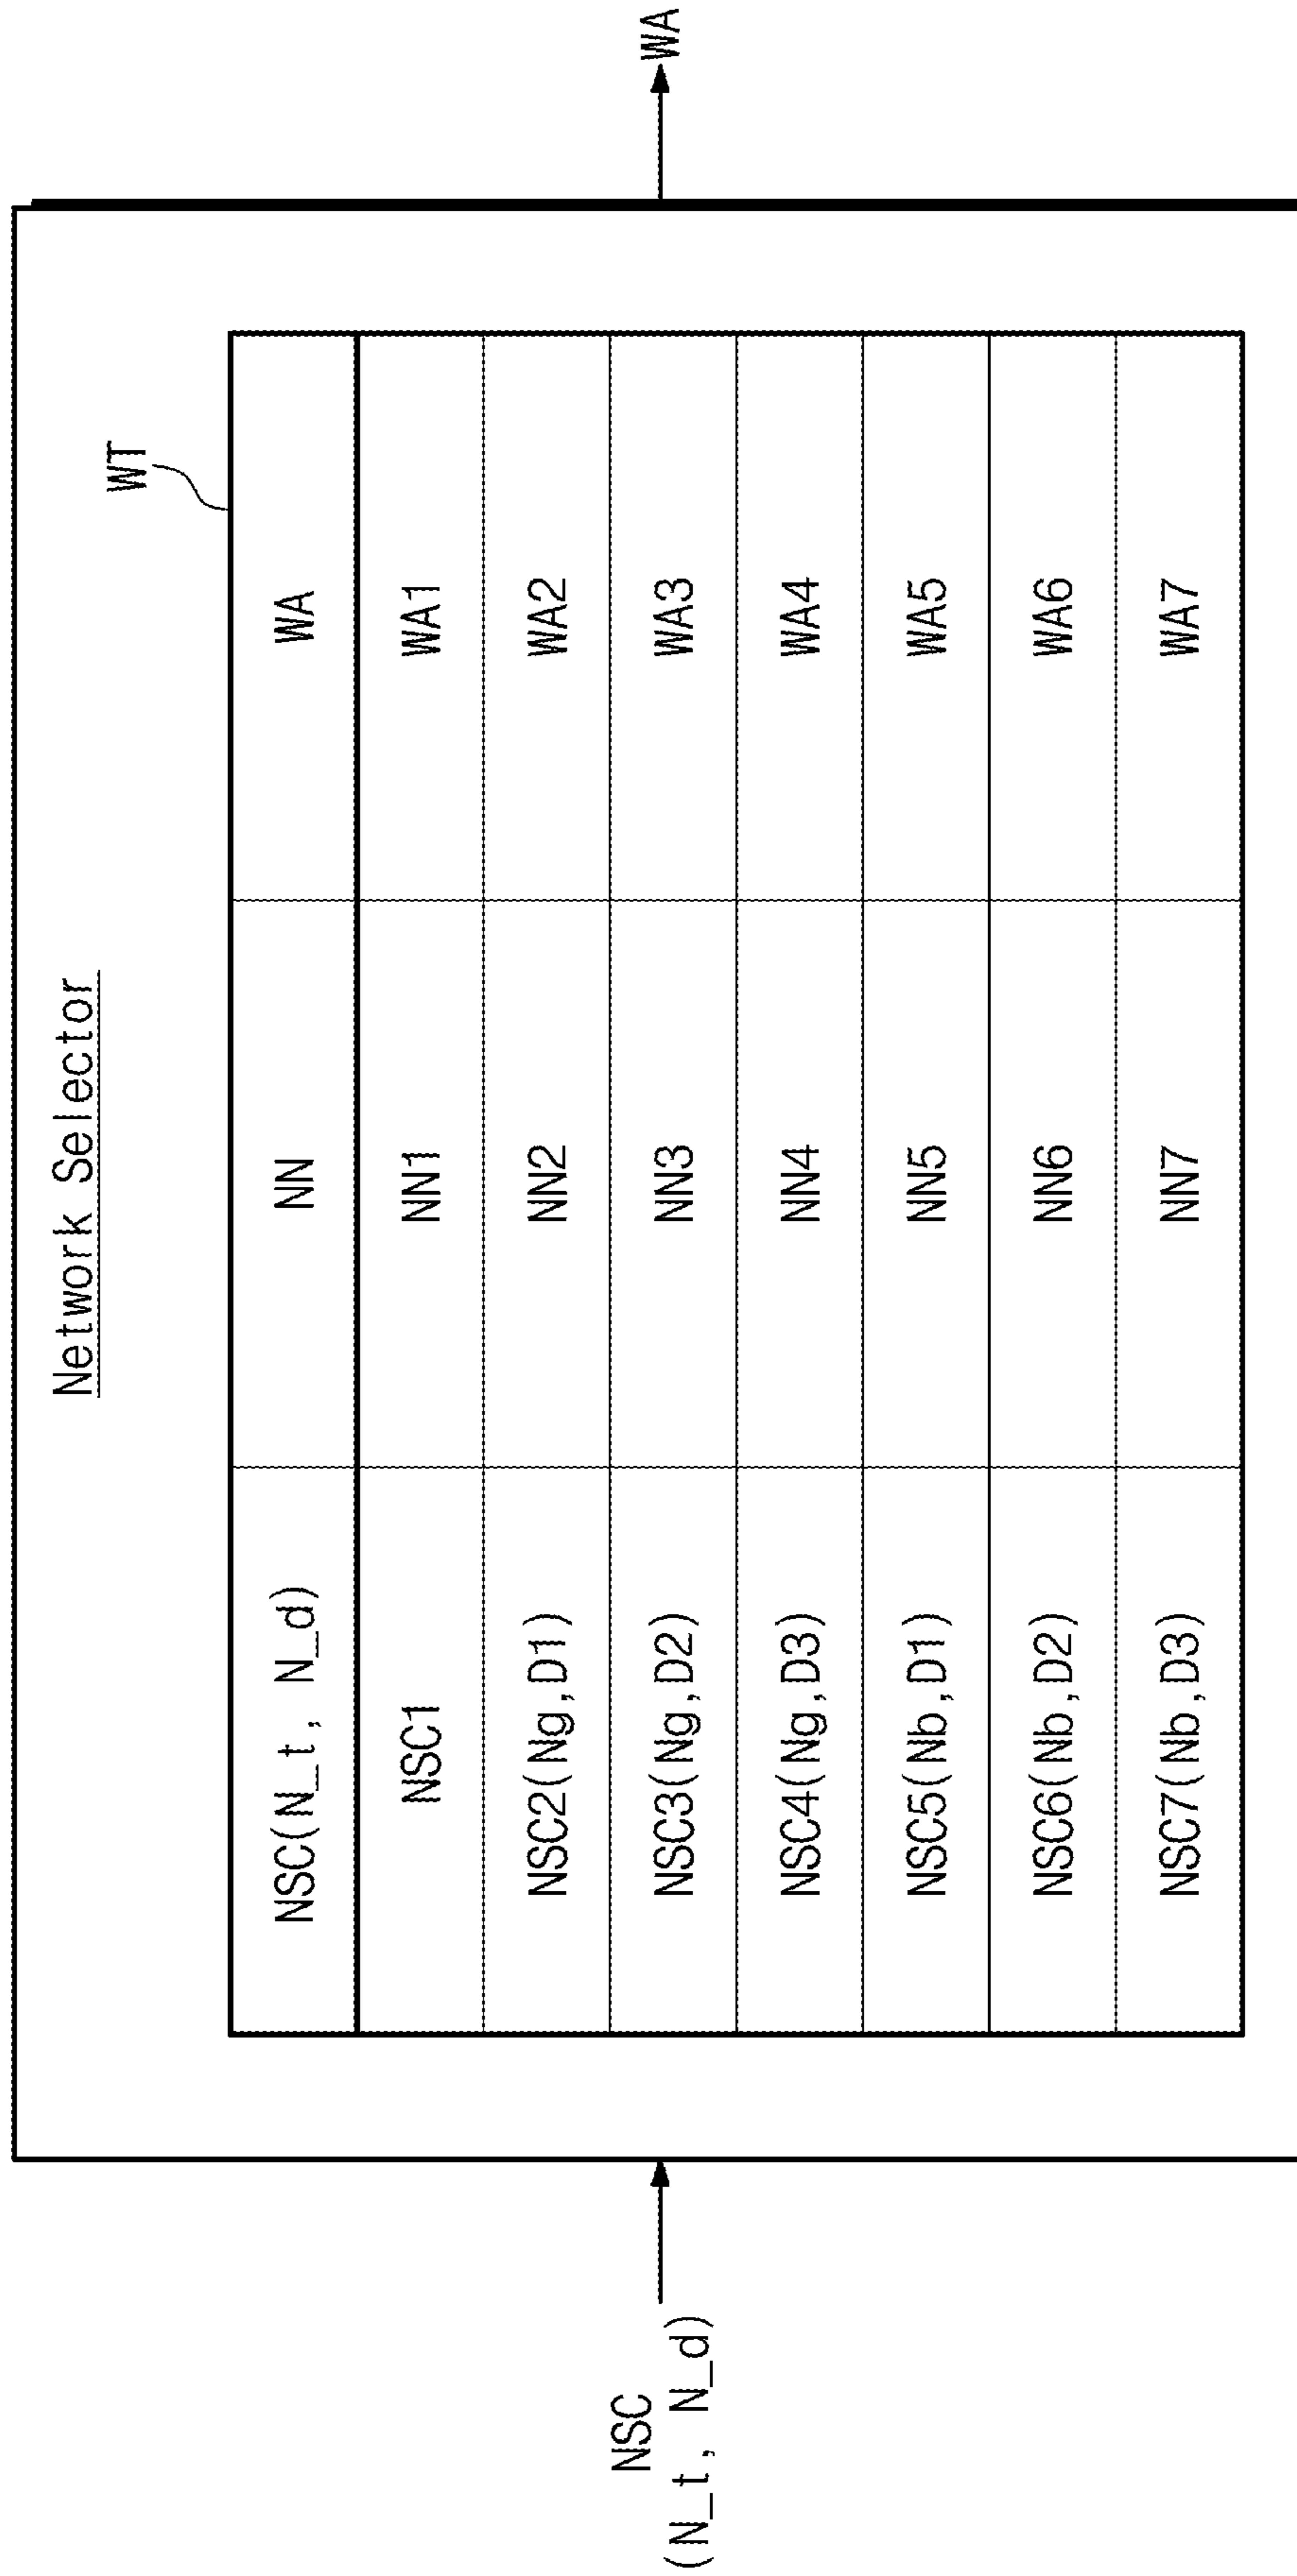 Network Selector
WT
NSC(N_t, N_d) NN WA
NSC1 NN1 WA1
NSC2(Ng,D1) NN2 WA2
NSC3(Ng,D2) NN3 WA3
NSC4(Ng,D3) NN4 WA4
NSC5(Nb,D1) NN5 WA5
NSC6(Nb,D2) NN6 WA6
NSC7(Nb,D3) NN7 WA7
NSC
(N_t, N_d)
WA